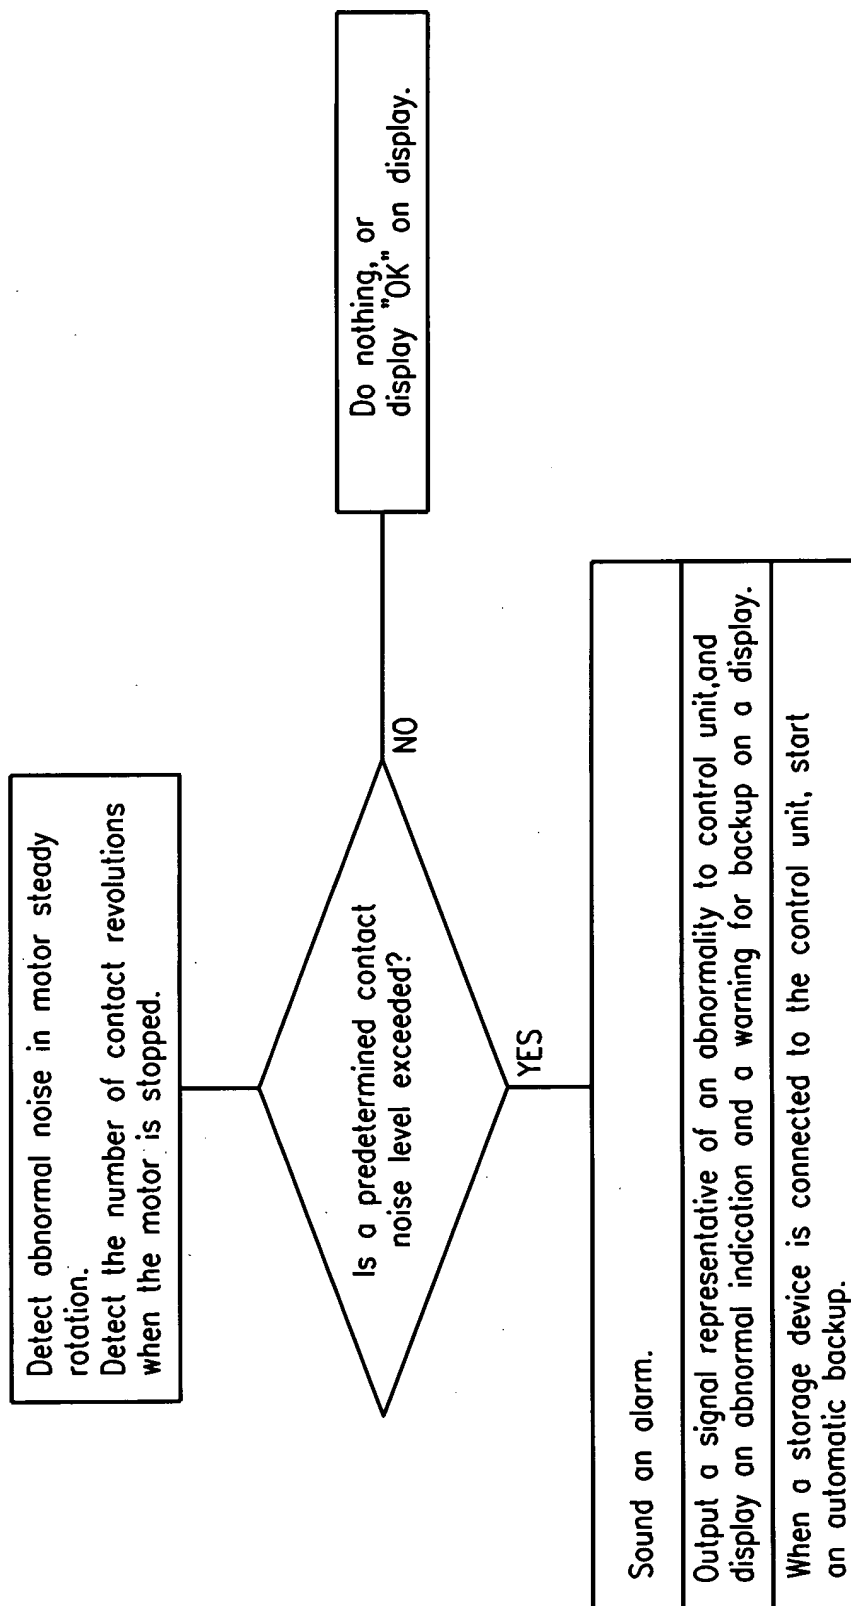 Detect abnormal noise in motor steady
rotation.
Detect the number of contact revolutions
when the motor is stopped.
Is a predetermined contact
noise level exceeded?
NO
Do nothing, or
display "OK" on display.
YES
Sound an alarm.
Output a signal representative of an abnormality to control unit,and
display an abnormal indication and a warning for backup on a display.
When a storage device is connected to the control unit, start
an automatic backup.